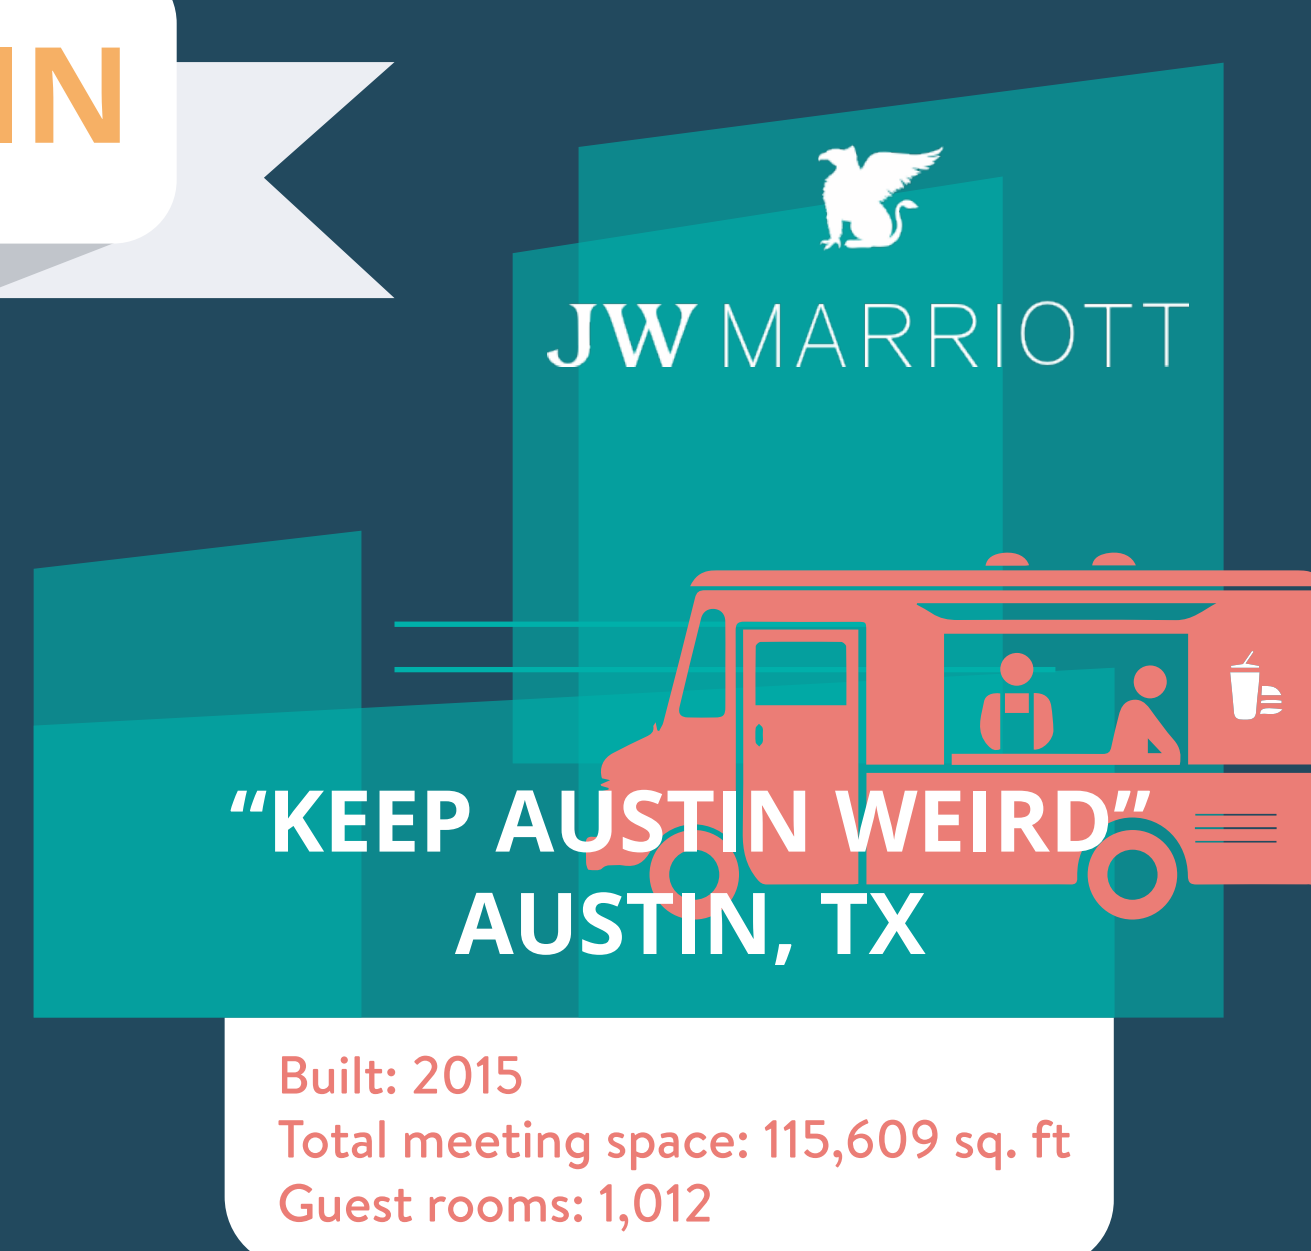 IN
JW MARRIOTT
“KEEP AUSTIN WEIRD”
AUSTIN, TX
Built: 2015
Total meeting space: 115,609 sq. ft
Guest rooms: 1,012